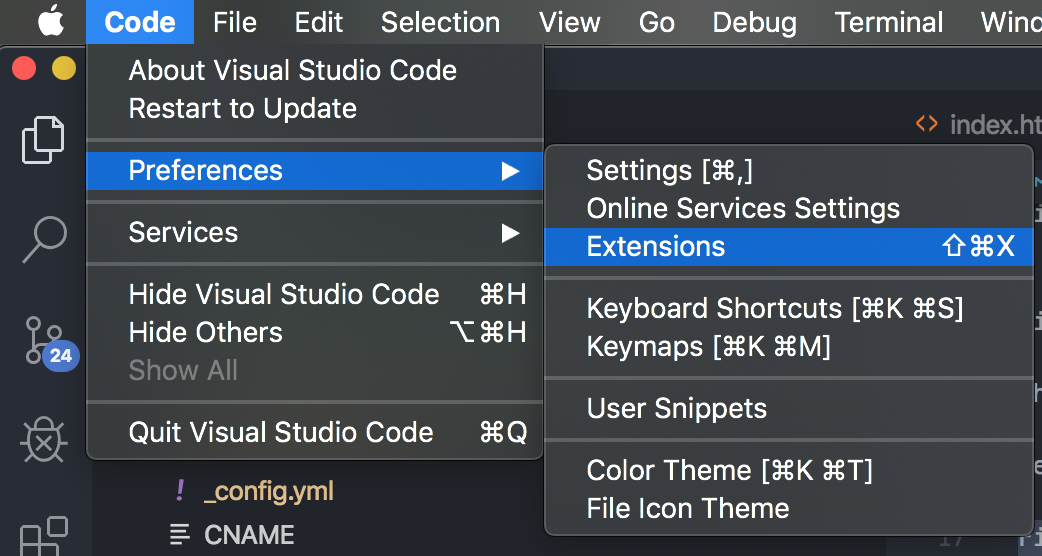 Code File Edit Selection View Go Debug Terminal
About Visual Studio Code
Restart to Update
Preferences ▶
Services ▶
Hide Visual Studio Code ⌘H
Hide Others ⌥⌘H
Show All
Quit Visual Studio Code ⌘Q
Settings [⌘,]
Online Services Settings
Extensions ⇧⌘X
Keyboard Shortcuts [⌘K ⌘S]
Keymaps [⌘K ⌘M]
User Snippets
Color Theme [⌘K ⌘T]
File Icon Theme
<> index.ht
24
! _config.yml
CNAME
17